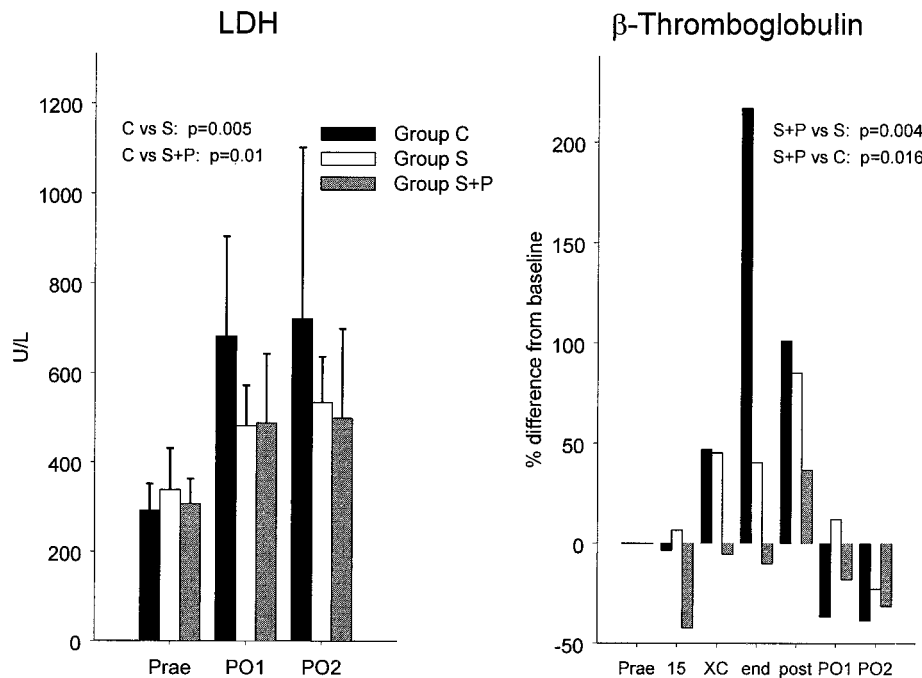 LDH
1200
1000
800
600
400
200
0
U/L
C vs S: p=0.005
C vs S+P: p=0.01
Group C
Group S
Group S+P
Prae PO1 PO2
β-Thromboglobulin
200
150
100
50
0
-50
% difference from baseline
S+P vs S: p=0.004
S+P vs C: p=0.016
Prae 15 XC end post PO1 PO2